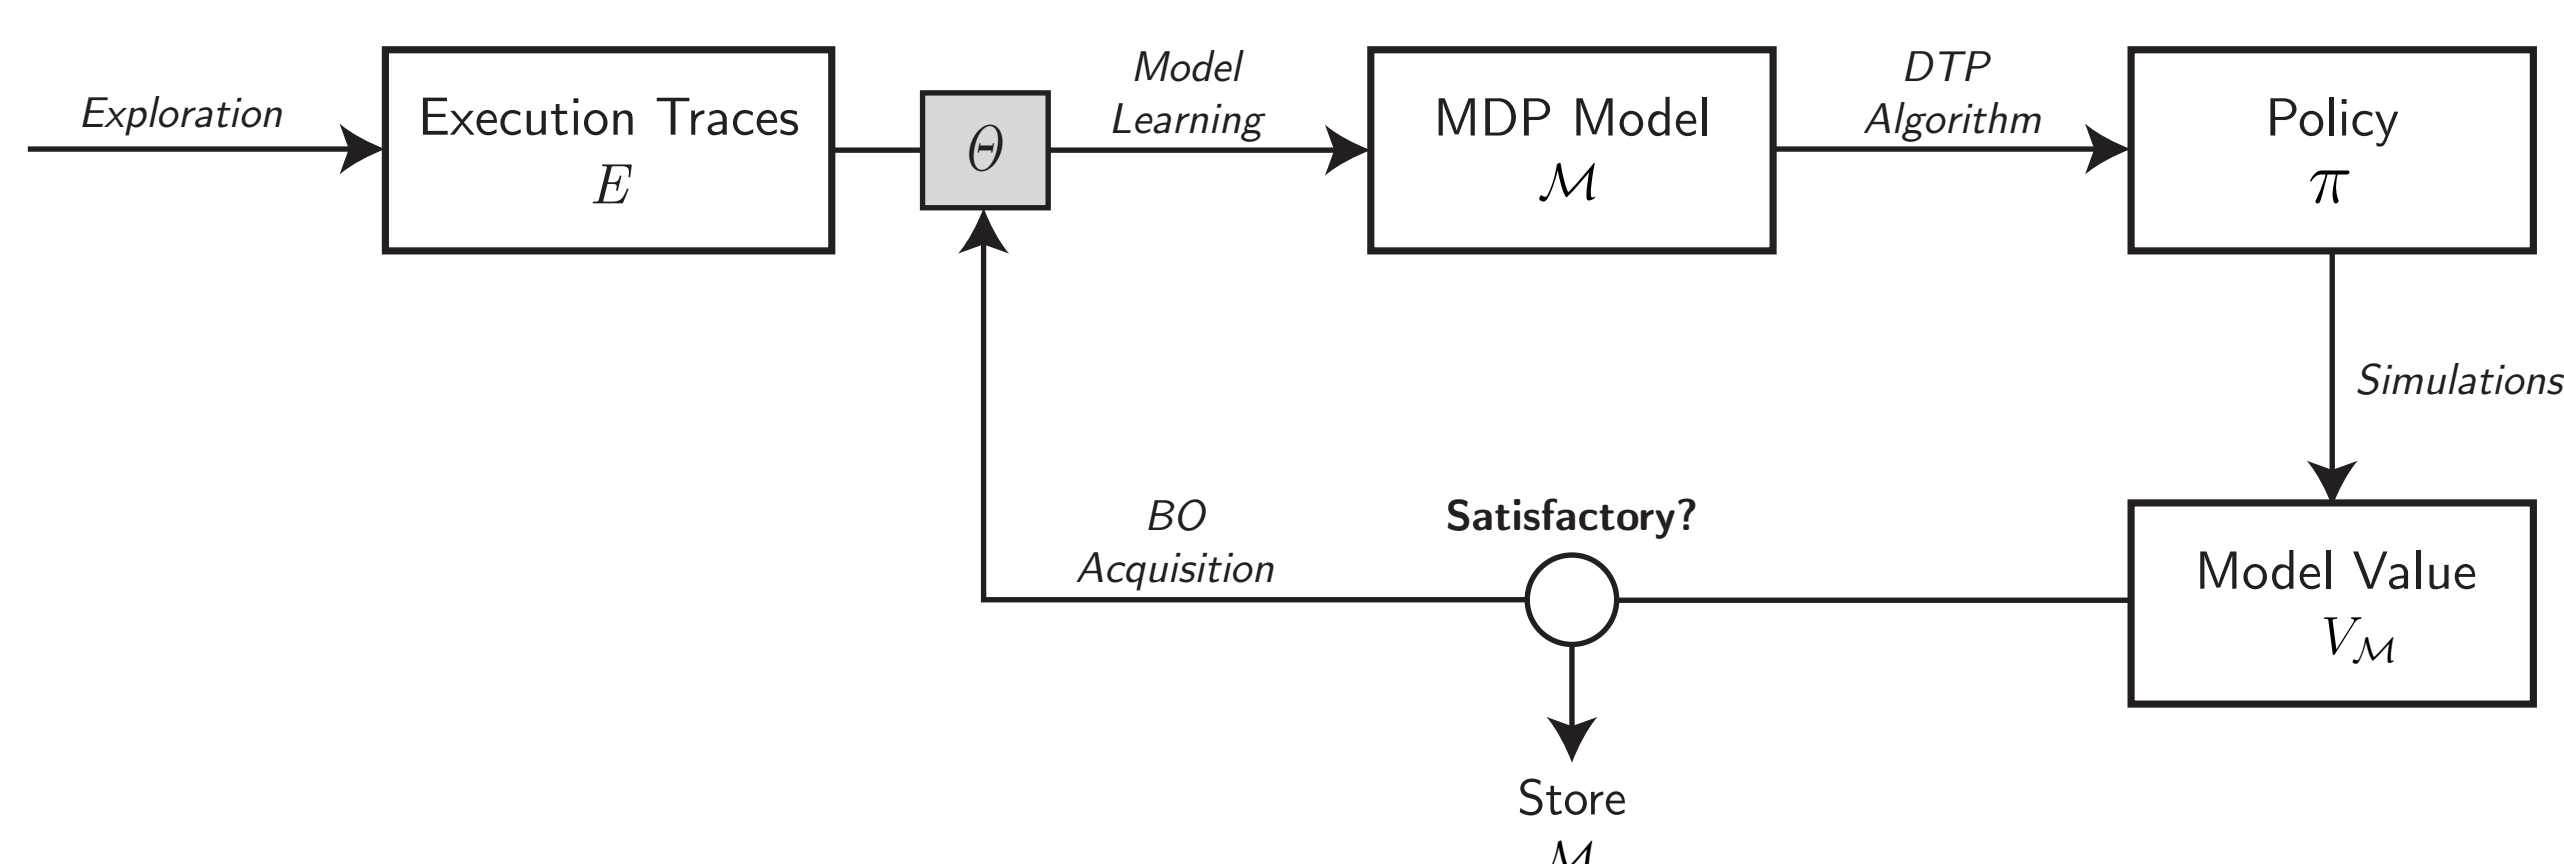 Exploration
Execution Traces
E
Θ
Model
Learning
MDP Model
ℳ
DTP
Algorithm
Policy
π
Simulations
Model Value
Vℳ
Satisfactory?
BO
Acquisition
Store
ℳ